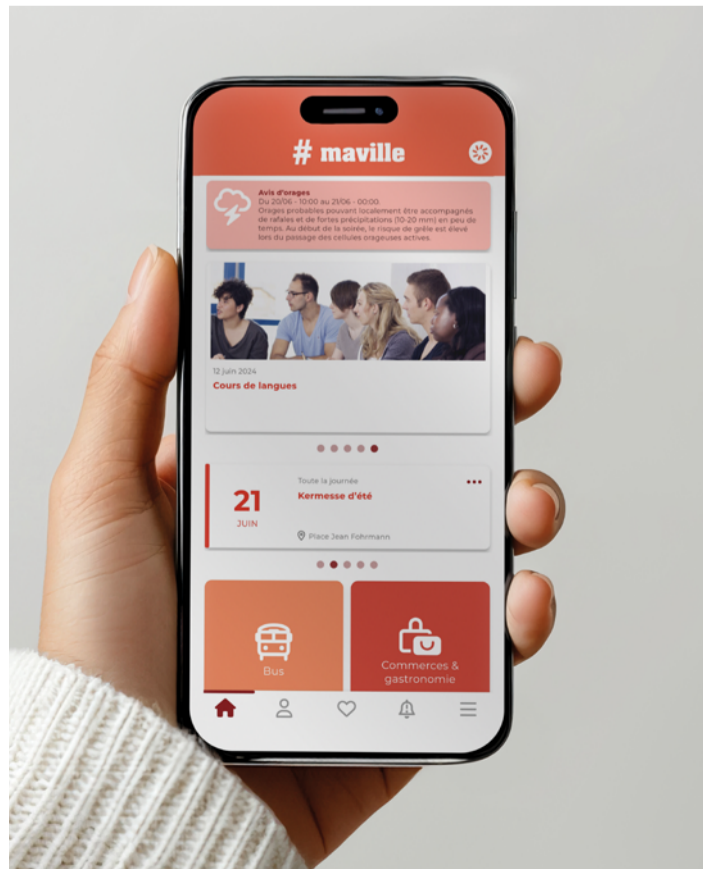 # maville
Avis d'orages
Du 20/06 - 10:00 au 21/06 - 00:00.
Orages probables pouvant localement être accompagnés
de rafales et de fortes précipitations (10-20 mm) en peu de
temps. Au début de la soirée, le risque de grêle est élevé
lors du passage des cellules orageuses actives.
12 juin 2024
Cours de langues
Toute la journée
21
Kermesse d'été
JUIN
Place Jean Fohrmann
Bus
Commerces &
gastronomie